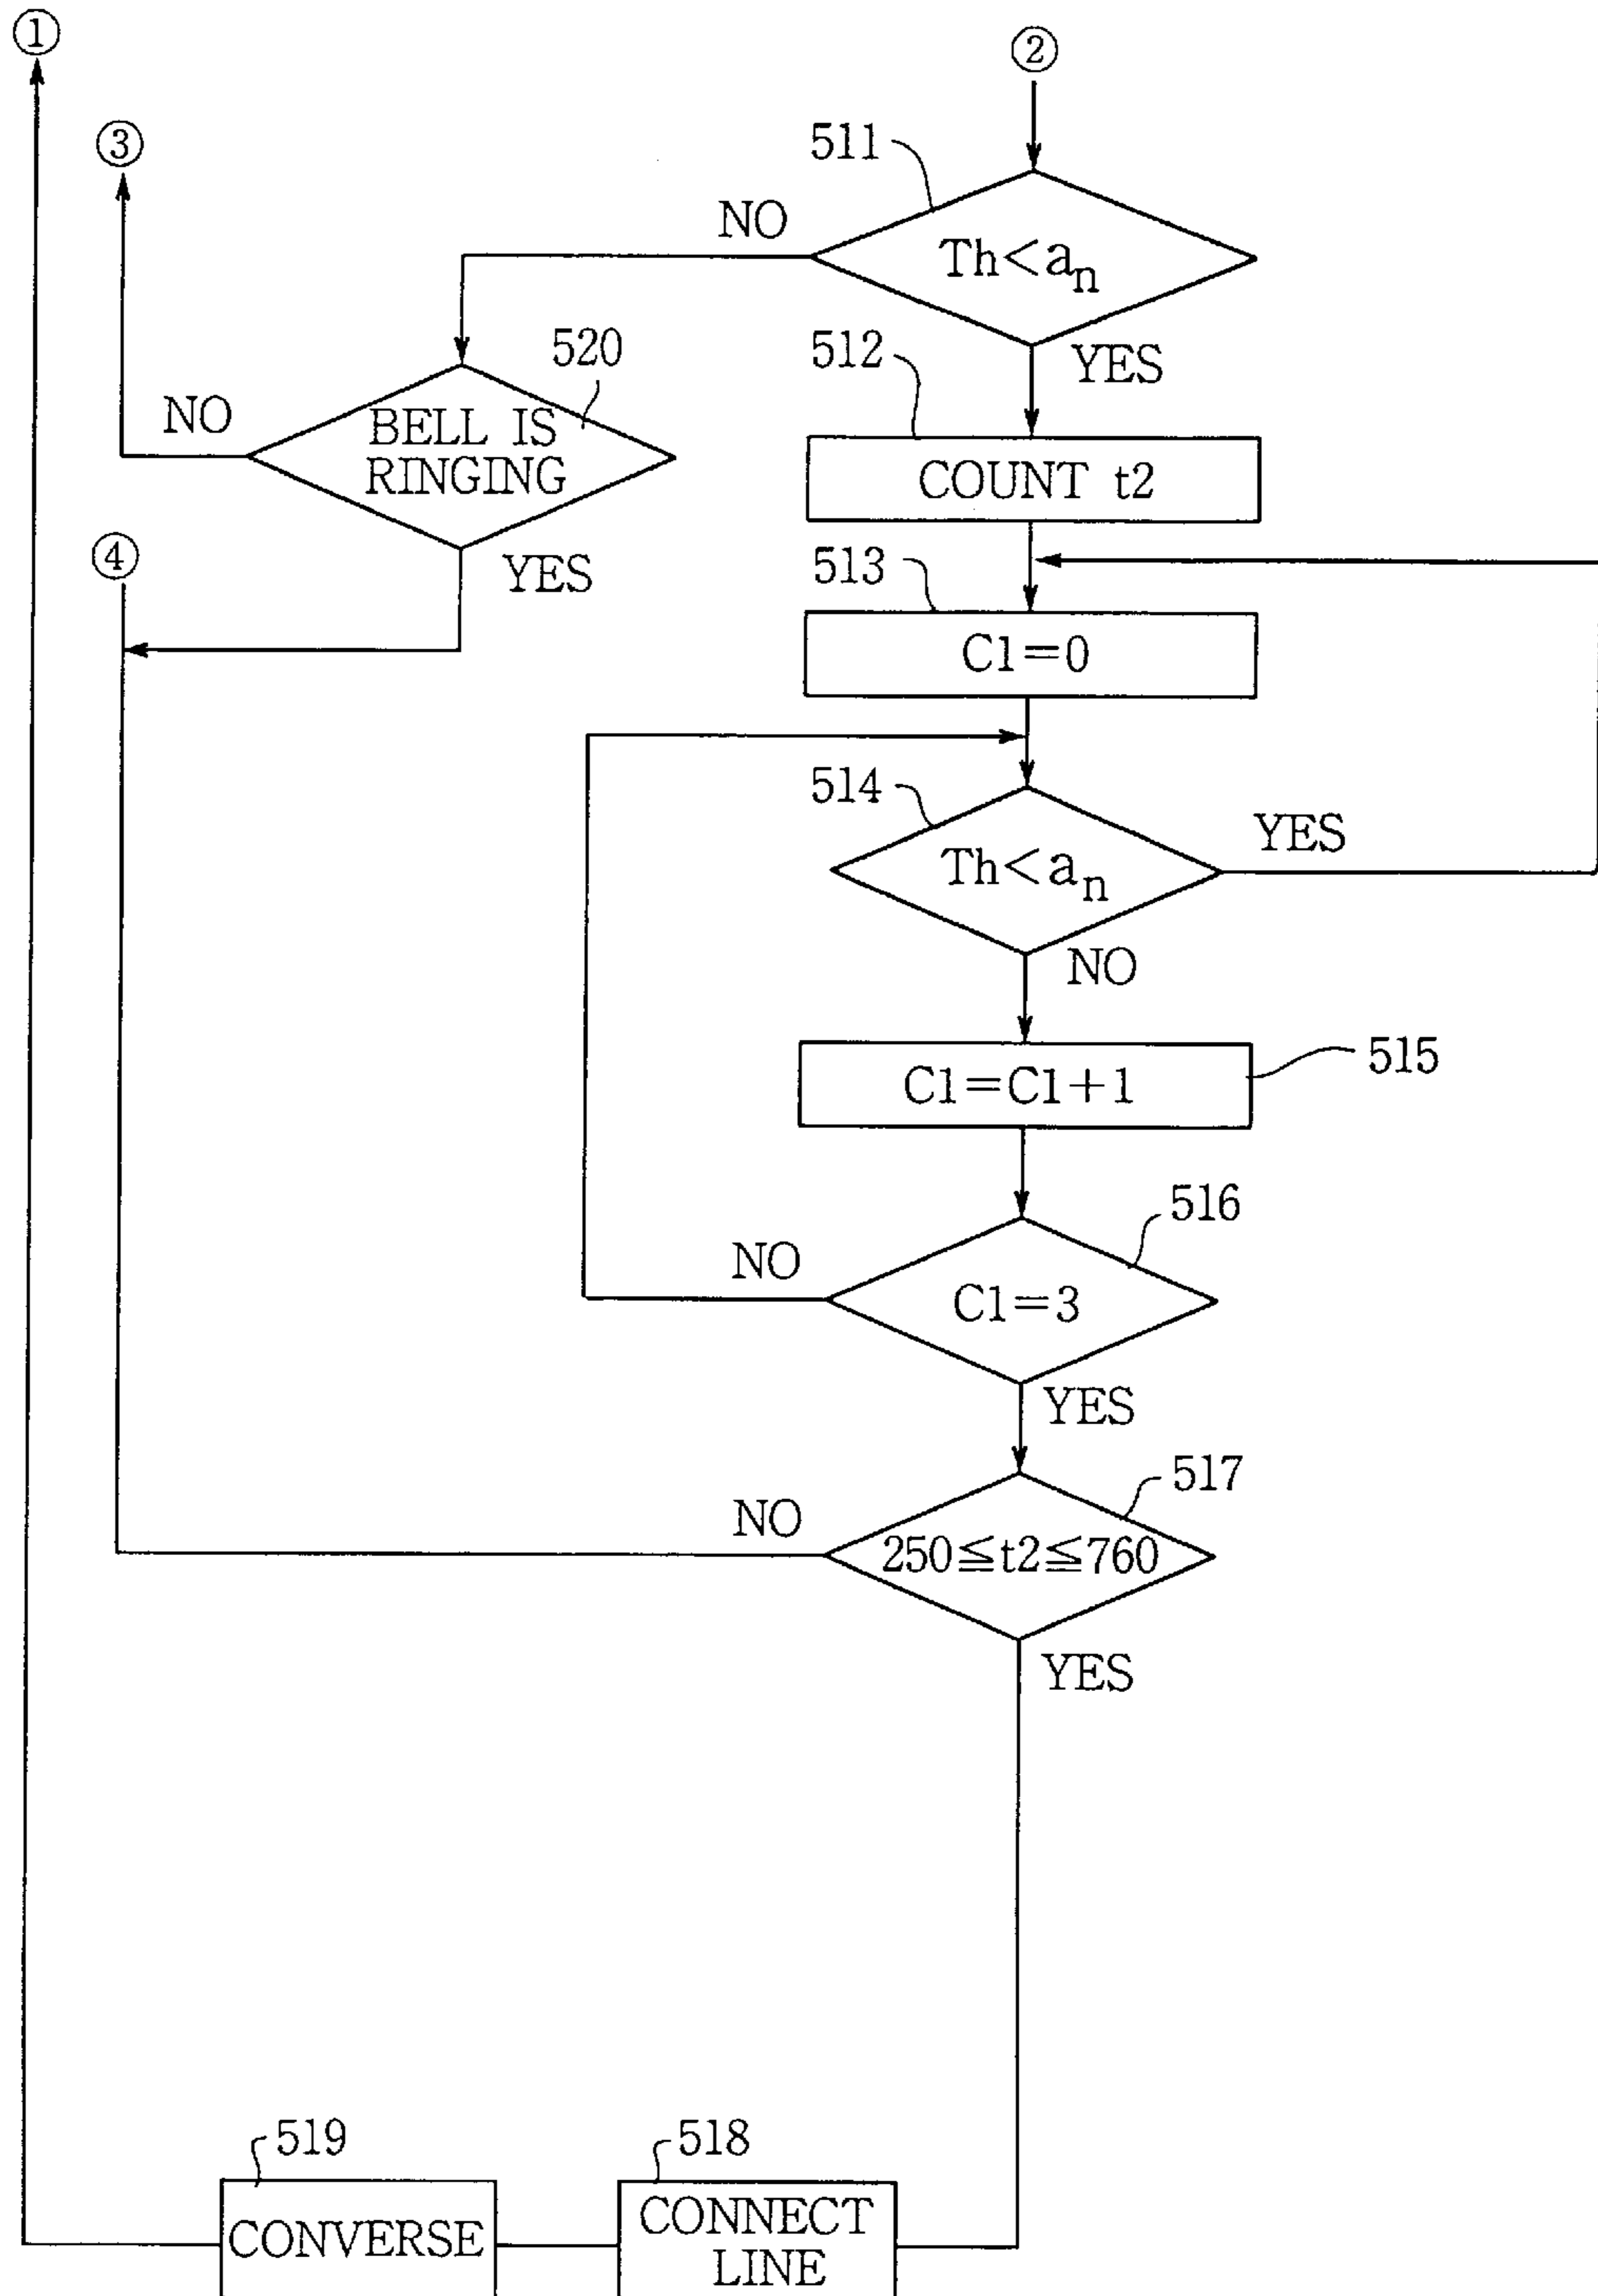 ①
②
③
511
NO
Th<aₙ
YES
520
512
NO
BELL IS
RINGING
COUNT t2
④
YES
513
C1=0
514
YES
Th<aₙ
NO
515
C1=C1+1
516
NO
C1=3
YES
517
NO
250≦t2≦760
YES
519
518
CONVERSE
CONNECT
LINE